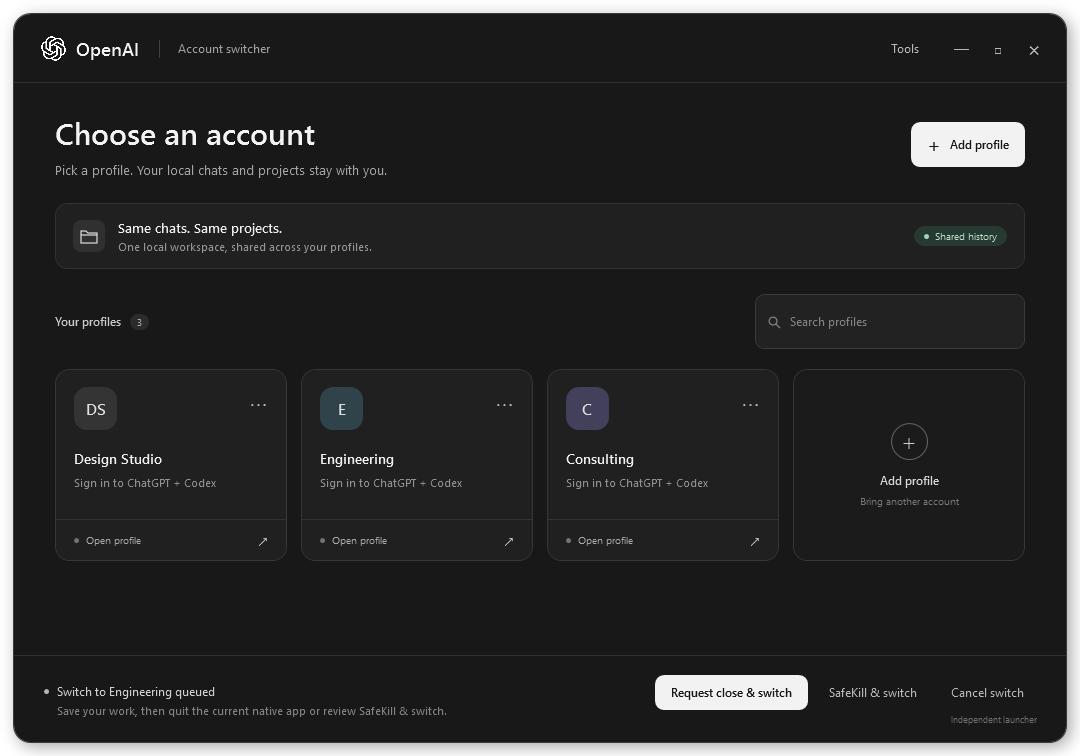 OpenAI
Account switcher
Tools
Choose an account
Pick a profile. Your local chats and projects stay with you.
+ Add profile
Same chats. Same projects.
One local workspace, shared across your profiles.
Shared history
Your profiles 3
Search profiles
DS
Design Studio
Sign in to ChatGPT + Codex
Open profile
E
Engineering
Sign in to ChatGPT + Codex
Open profile
C
Consulting
Sign in to ChatGPT + Codex
Open profile
+
Add profile
Bring another account
Switch to Engineering queued
Save your work, then quit the current native app or review SafeKill & switch.
Request close & switch
SafeKill & switch
Cancel switch
Independent launcher